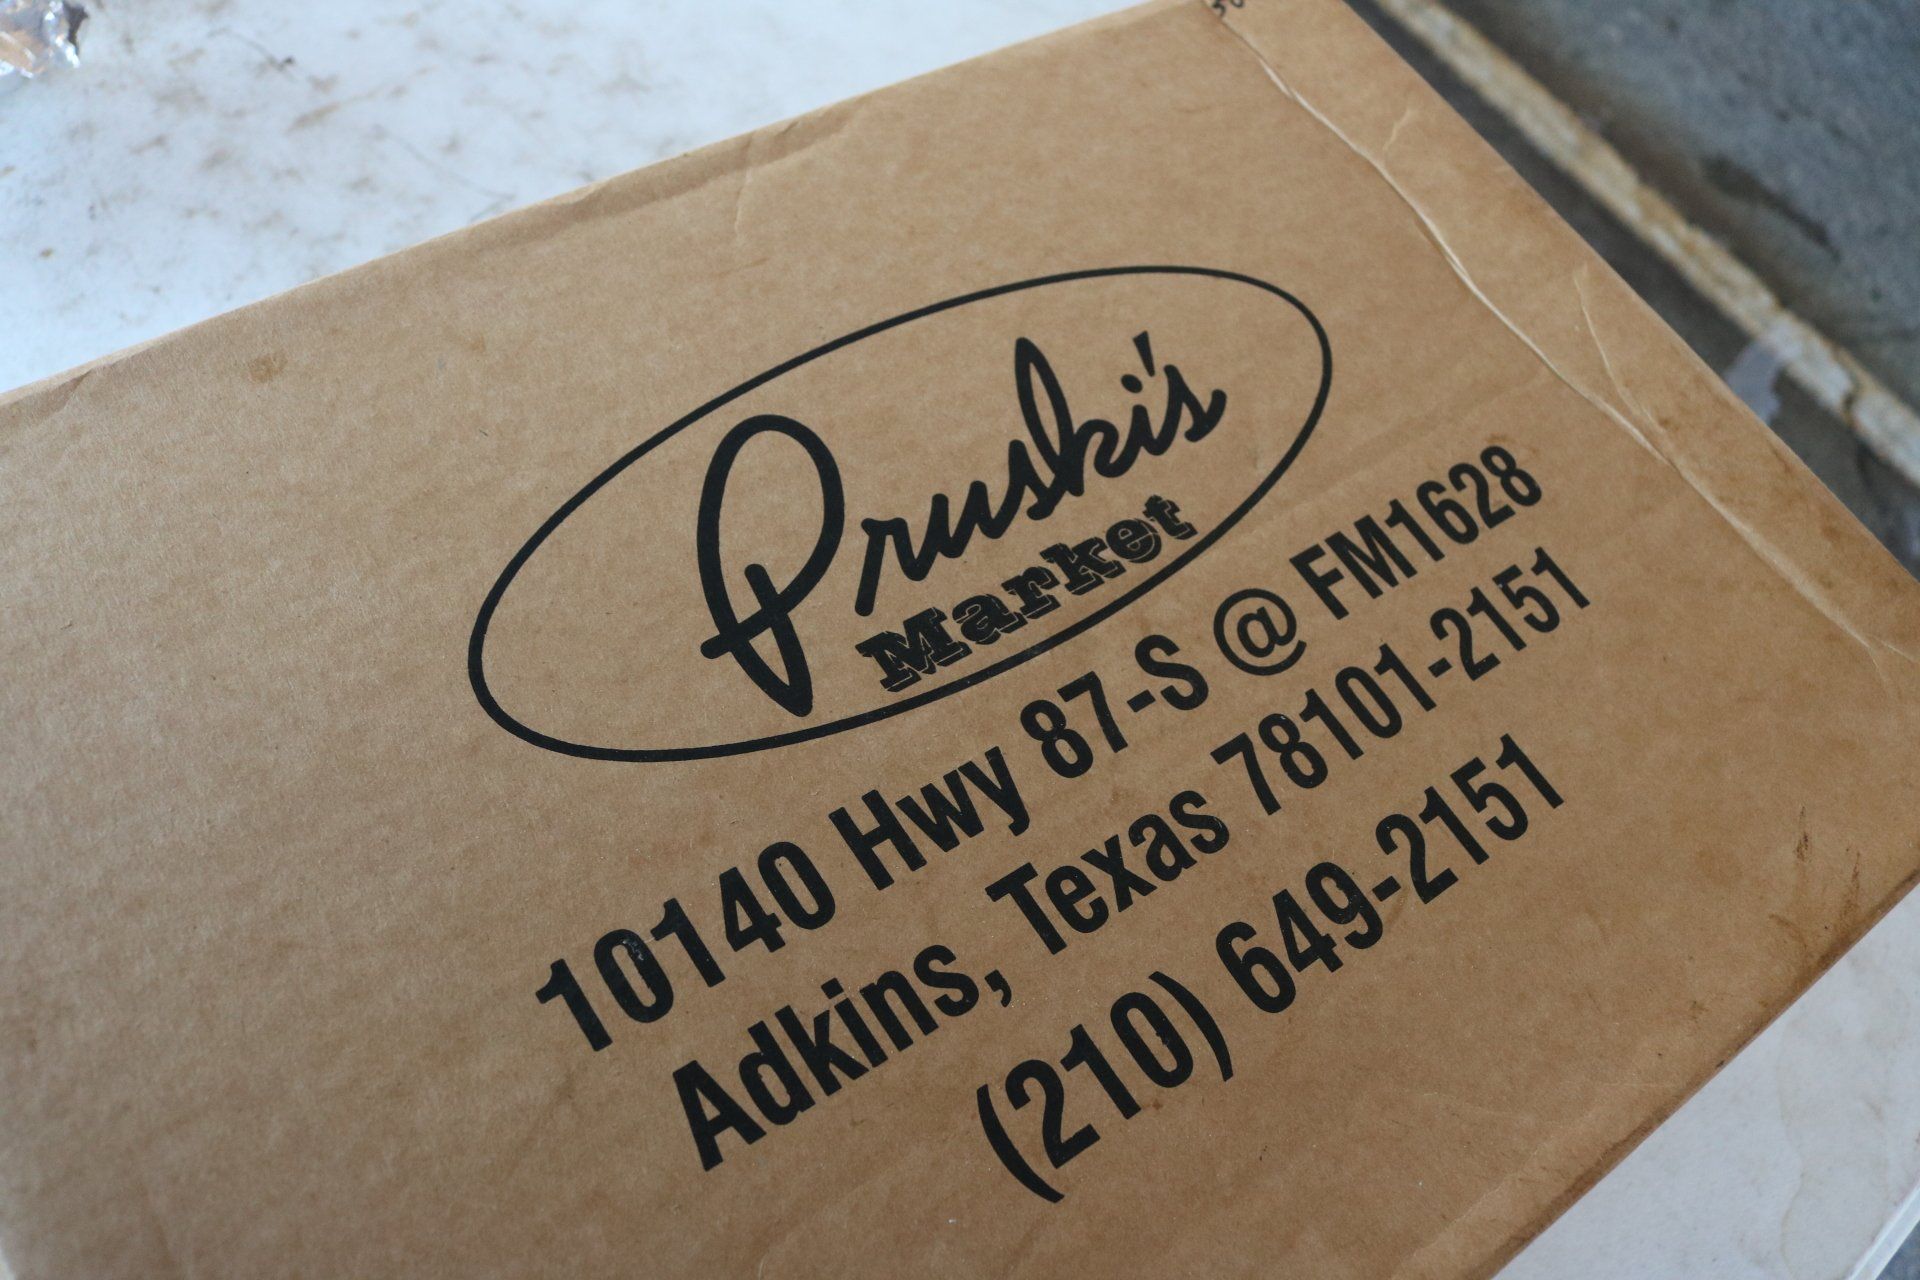 Pruski's
Market
10140 Hwy 87-S @ FM1628
Adkins, Texas 78101-2151
(210) 649-2151